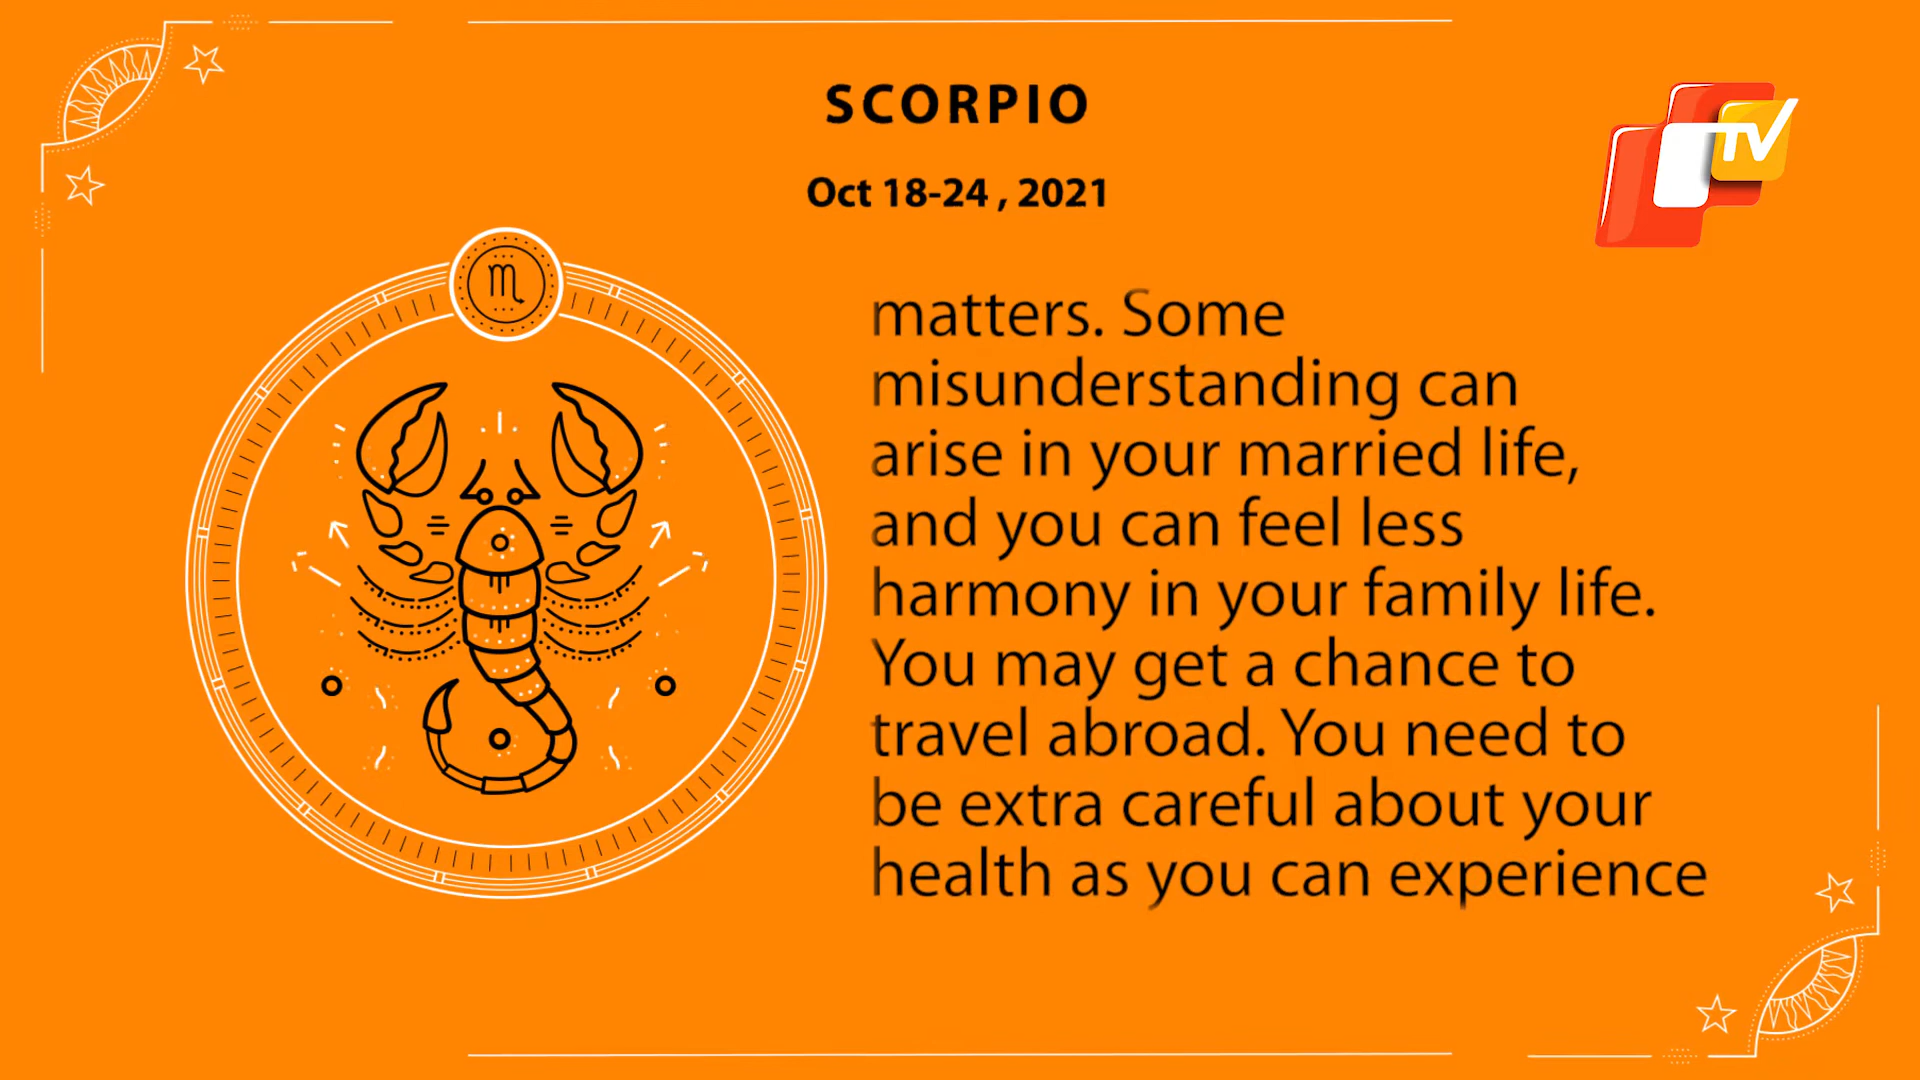 SCORPIO
Oct 18-24 , 2021
TV
matters. Some
misunderstanding can
arise in your married life,
and you can feel less
harmony in your family life.
You may get a chance to
travel abroad. You need to
be extra careful about your
health as you can experience